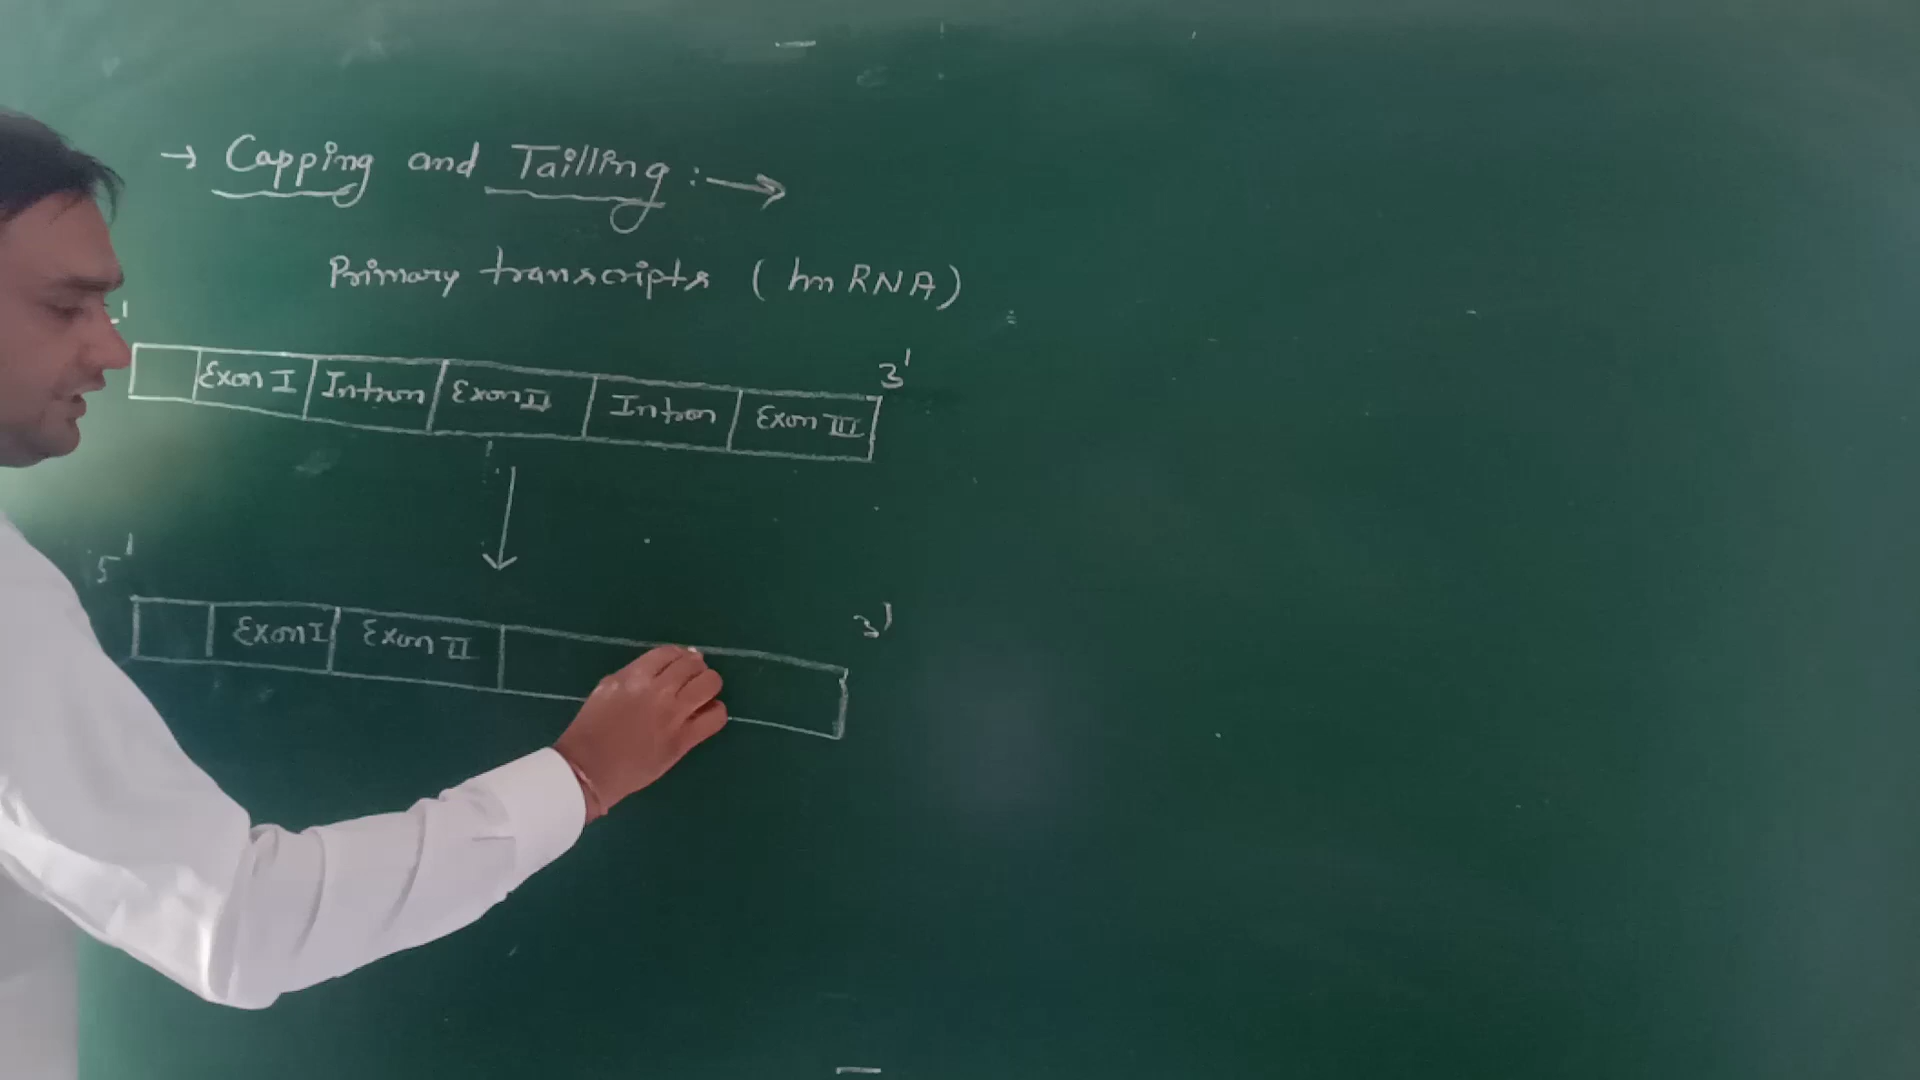 → Capping and Tailling :→
Primary transcripts (hnRNA)
3'
Exon I Intron Exon II Intron Exon III
5'
3'
Exon I Exon II